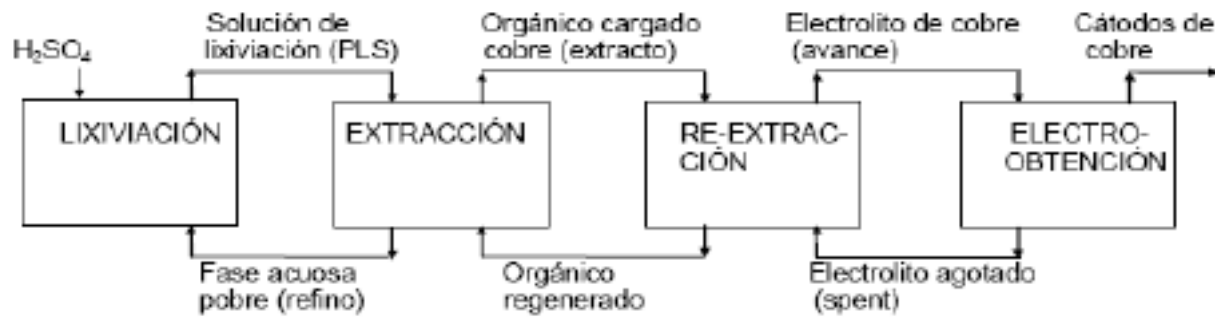 H₂SO₄
Solución de
lixiviación (PLS)
Orgánico cargado
cobre (extracto)
Electrolito de cobre
(avance)
Cátodos de
cobre
LIXIVIACIÓN
EXTRACCIÓN
RE-EXTRAC-
CIÓN
ELECTRO-
OBTENCIÓN
Fase acuosa
pobre (refino)
Orgánico
regenerado
Electrolito agotado
(spent)